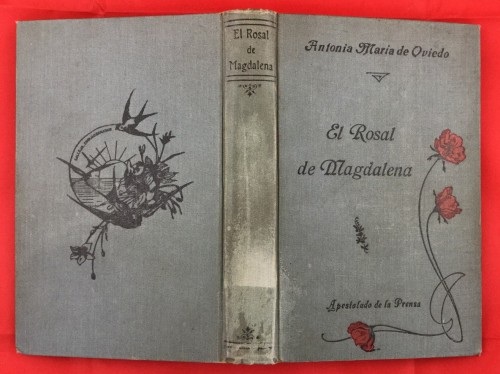 El Rosal
de
Magdalena
Antonia María de Oviedo
El Rosal
de Magdalena
Apostolado de la Prensa